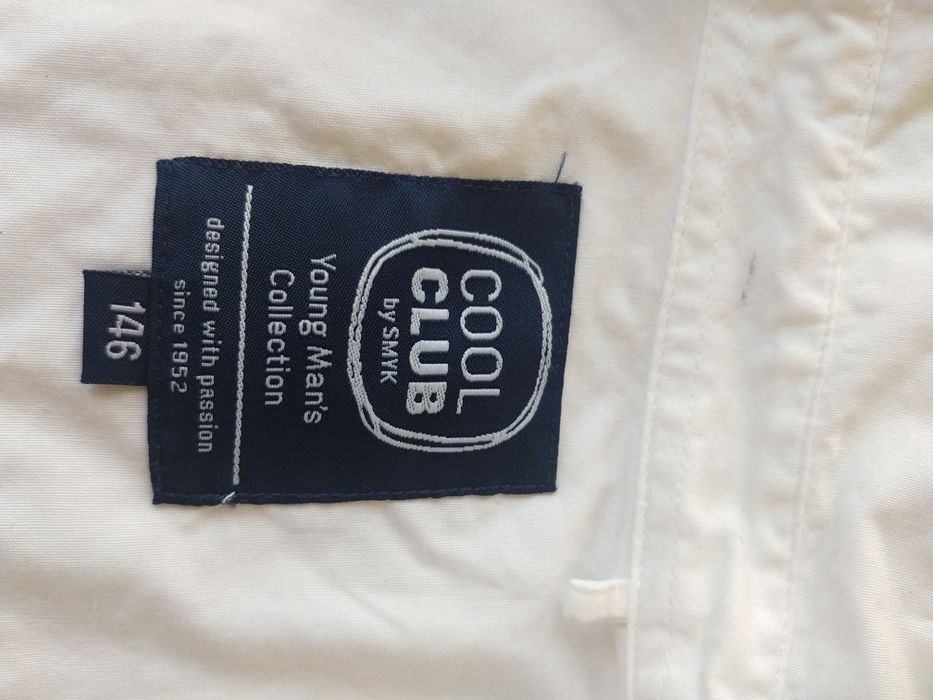 COOL
CLUB
by SMYK
Young Man's
Collection
designed with passion
since 1952
146